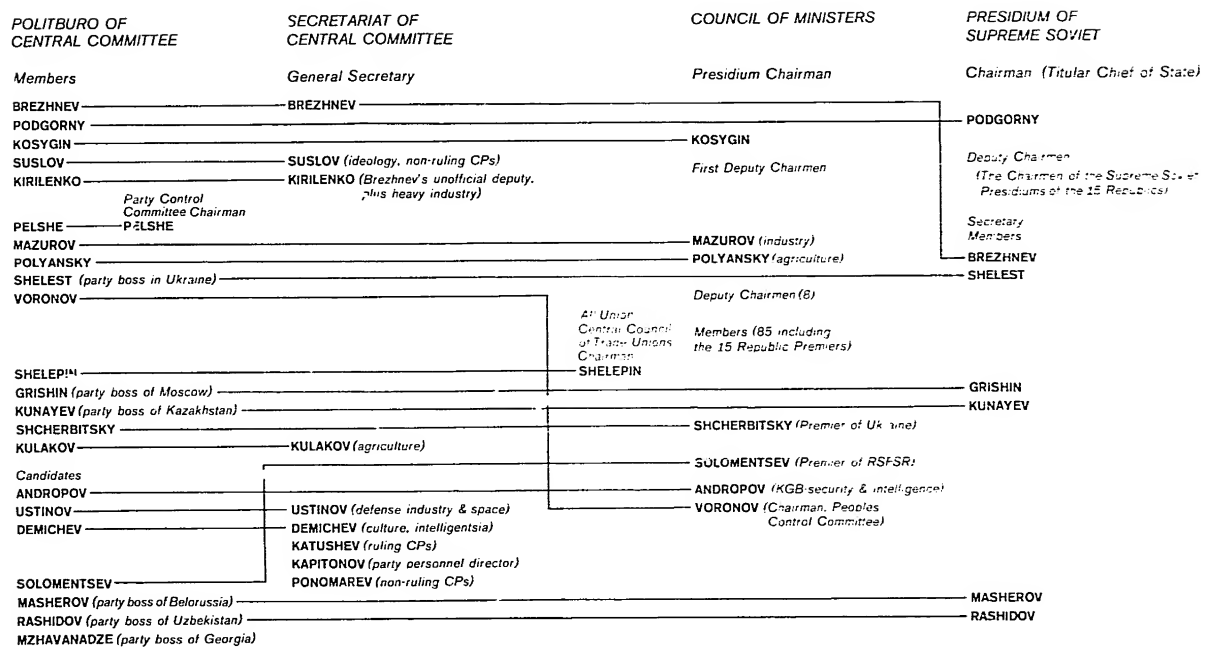 POLITBURO OF
CENTRAL COMMITTEE
Members
BREZHNEV
PODGORNY
KOSYGIN
SUSLOV
KIRILENKO
Party Control
Committee Chairman
PELSHE PELSHE
MAZUROV
POLYANSKY
SHELEST (party boss in Ukraine)
VORONOV
SHELEPIN
GRISHIN (party boss of Moscow)
KUNAYEV (party boss of Kazakhstan)
SHCHERBITSKY
KULAKOV
Candidates
ANDROPOV
USTINOV
DEMICHEV
SOLOMENTSEV
MASHEROV (party boss of Belorussia)
RASHIDOV (party boss of Uzbekistan)
MZHAVANADZE (party boss of Georgia)
SECRETARIAT OF
CENTRAL COMMITTEE
General Secretary
BREZHNEV
SUSLOV (ideology, non-ruling CPs)
KIRILENKO (Brezhnev's unofficial deputy,
plus heavy industry)
KULAKOV (agriculture)
USTINOV (defense industry & space)
DEMICHEV (culture, intelligentsia)
KATUSHEV (ruling CPs)
KAPITONOV (party personnel director)
PONOMAREV (non-ruling CPs)
All Union
Central Council
of Trade Unions
Chairman
SHELEPIN
COUNCIL OF MINISTERS
Presidium Chairman
KOSYGIN
First Deputy Chairmen
MAZUROV (industry)
POLYANSKY (agriculture)
Deputy Chairmen (8)
Members (85 including
the 15 Republic Premiers)
SHCHERBITSKY (Premier of Ukraine)
SOLOMENTSEV (Premier of RSFSR)
ANDROPOV (KGB-security & intelligence)
VORONOV (Chairman, Peoples
Control Committee)
PRESIDIUM OF
SUPREME SOVIET
Chairman (Titular Chief of State)
PODGORNY
Deputy Chairmen
(The Chairmen of the Supreme Soviet
Presidiums of the 15 Republics)
Secretary
Members
BREZHNEV
SHELEST
GRISHIN
KUNAYEV
MASHEROV
RASHIDOV